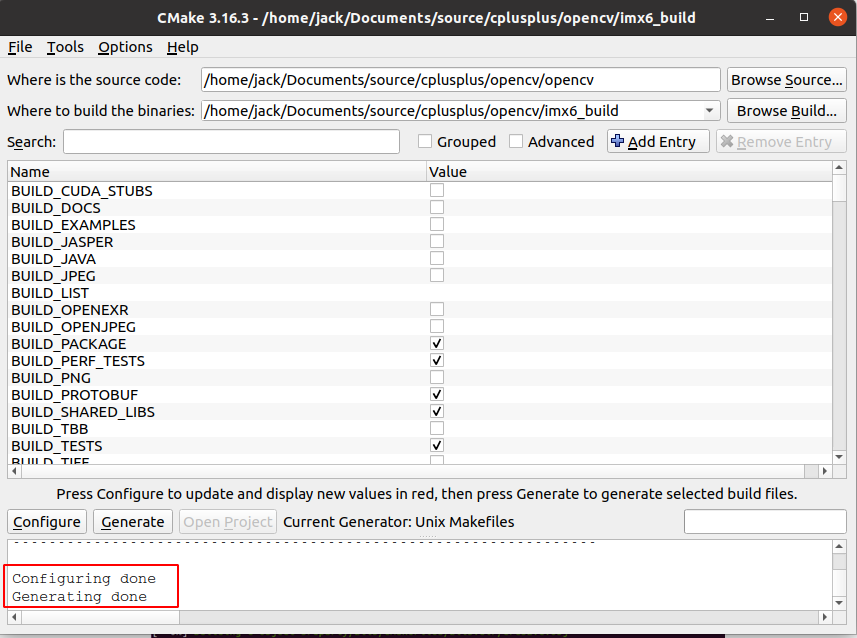 CMake 3.16.3 - /home/jack/Documents/source/cplusplus/opencv/imx6_build
File Tools Options Help
Where is the source code: /home/jack/Documents/source/cplusplus/opencv/opencv Browse Source...
Where to build the binaries: /home/jack/Documents/source/cplusplus/opencv/imx6_build Browse Build...
Search: Grouped Advanced Add Entry Remove Entry
Name Value
BUILD_CUDA_STUBS
BUILD_DOCS
BUILD_EXAMPLES
BUILD_JASPER
BUILD_JAVA
BUILD_JPEG
BUILD_LIST
BUILD_OPENEXR
BUILD_OPENJPEG
BUILD_PACKAGE
BUILD_PERF_TESTS
BUILD_PNG
BUILD_PROTOBUF
BUILD_SHARED_LIBS
BUILD_TBB
BUILD_TESTS
BUILD_TIFF
Press Configure to update and display new values in red, then press Generate to generate selected build files.
Configure Generate Open Project Current Generator: Unix Makefiles
Configuring done
Generating done